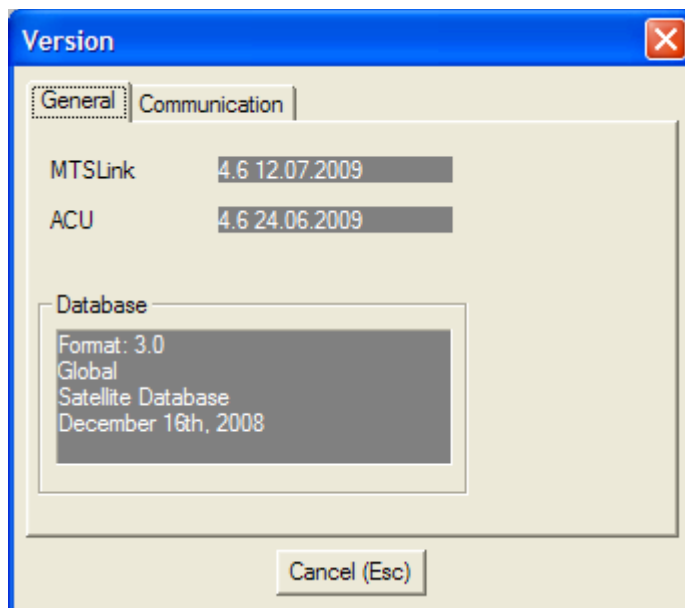 Version
General Communication
MTSLink 4.6 12.07.2009
ACU 4.6 24.06.2009
Database
Format: 3.0
Global
Satellite Database
December 16th, 2008
Cancel (Esc)